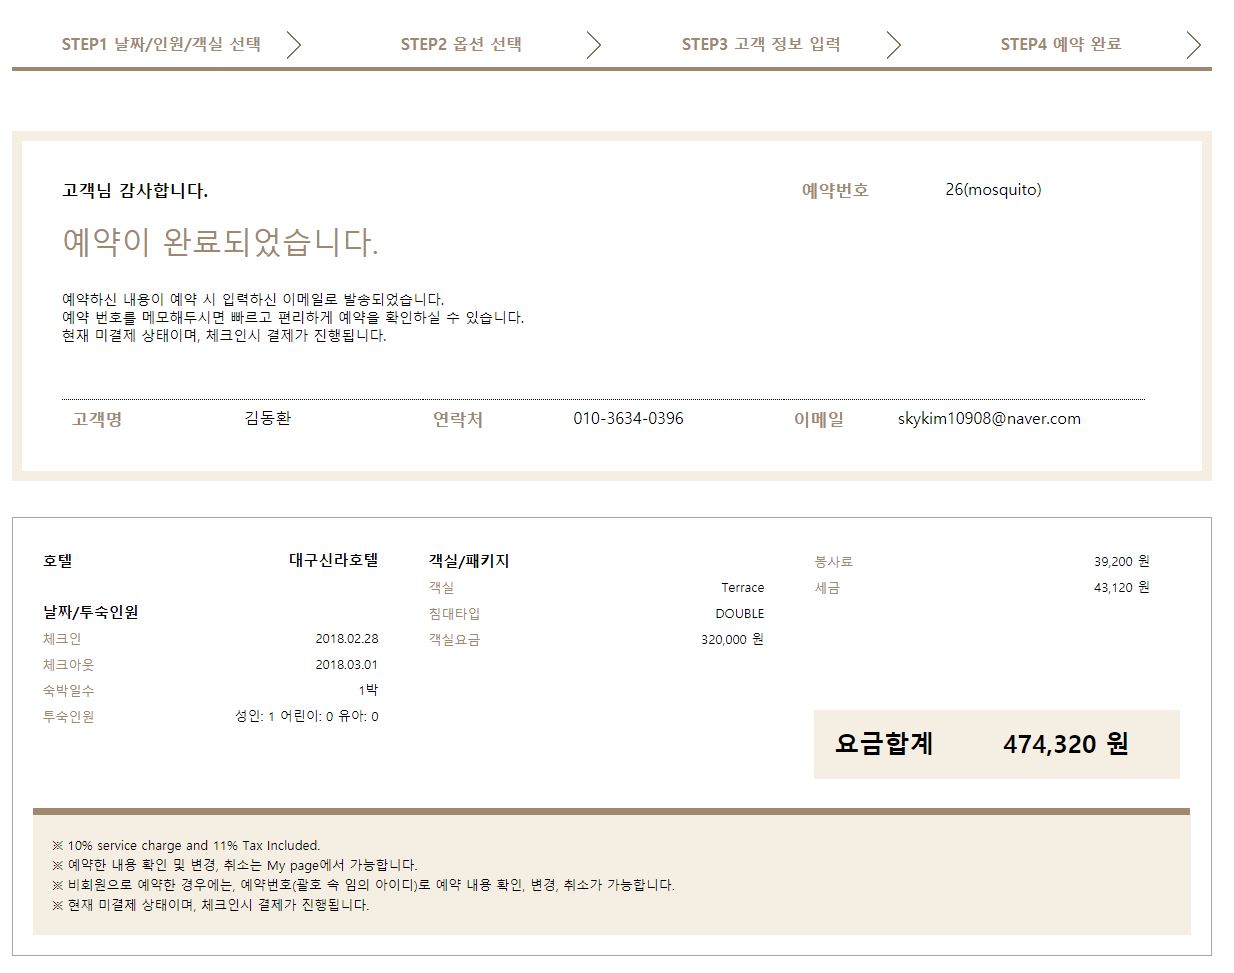 STEP1 날짜/인원/객실 선택
STEP2 옵션 선택
STEP3 고객 정보 입력
STEP4 예약 완료
고객님 감사합니다.
예약번호 26(mosquito)
예약이 완료되었습니다.
예약하신 내용이 예약 시 입력하신 이메일로 발송되었습니다.
예약 번호를 메모해두시면 빠르고 편리하게 예약을 확인하실 수 있습니다.
현재 미결제 상태이며, 체크인시 결제가 진행됩니다.
고객명 김동환 연락처 010-3634-0396 이메일 skykim10908@naver.com
호텔 대구신라호텔
날짜/투숙인원
체크인 2018.02.28
체크아웃 2018.03.01
숙박일수 1박
투숙인원 성인: 1 어린이: 0 유아: 0
객실/패키지
객실 Terrace
침대타입 DOUBLE
객실요금 320,000 원
봉사료 39,200 원
세금 43,120 원
요금합계 474,320 원
※ 10% service charge and 11% Tax Included.
※ 예약한 내용 확인 및 변경, 취소는 My page에서 가능합니다.
※ 비회원으로 예약한 경우에는, 예약번호(괄호 속 임의 아이디)로 예약 내용 확인, 변경, 취소가 가능합니다.
※ 현재 미결제 상태이며, 체크인시 결제가 진행됩니다.